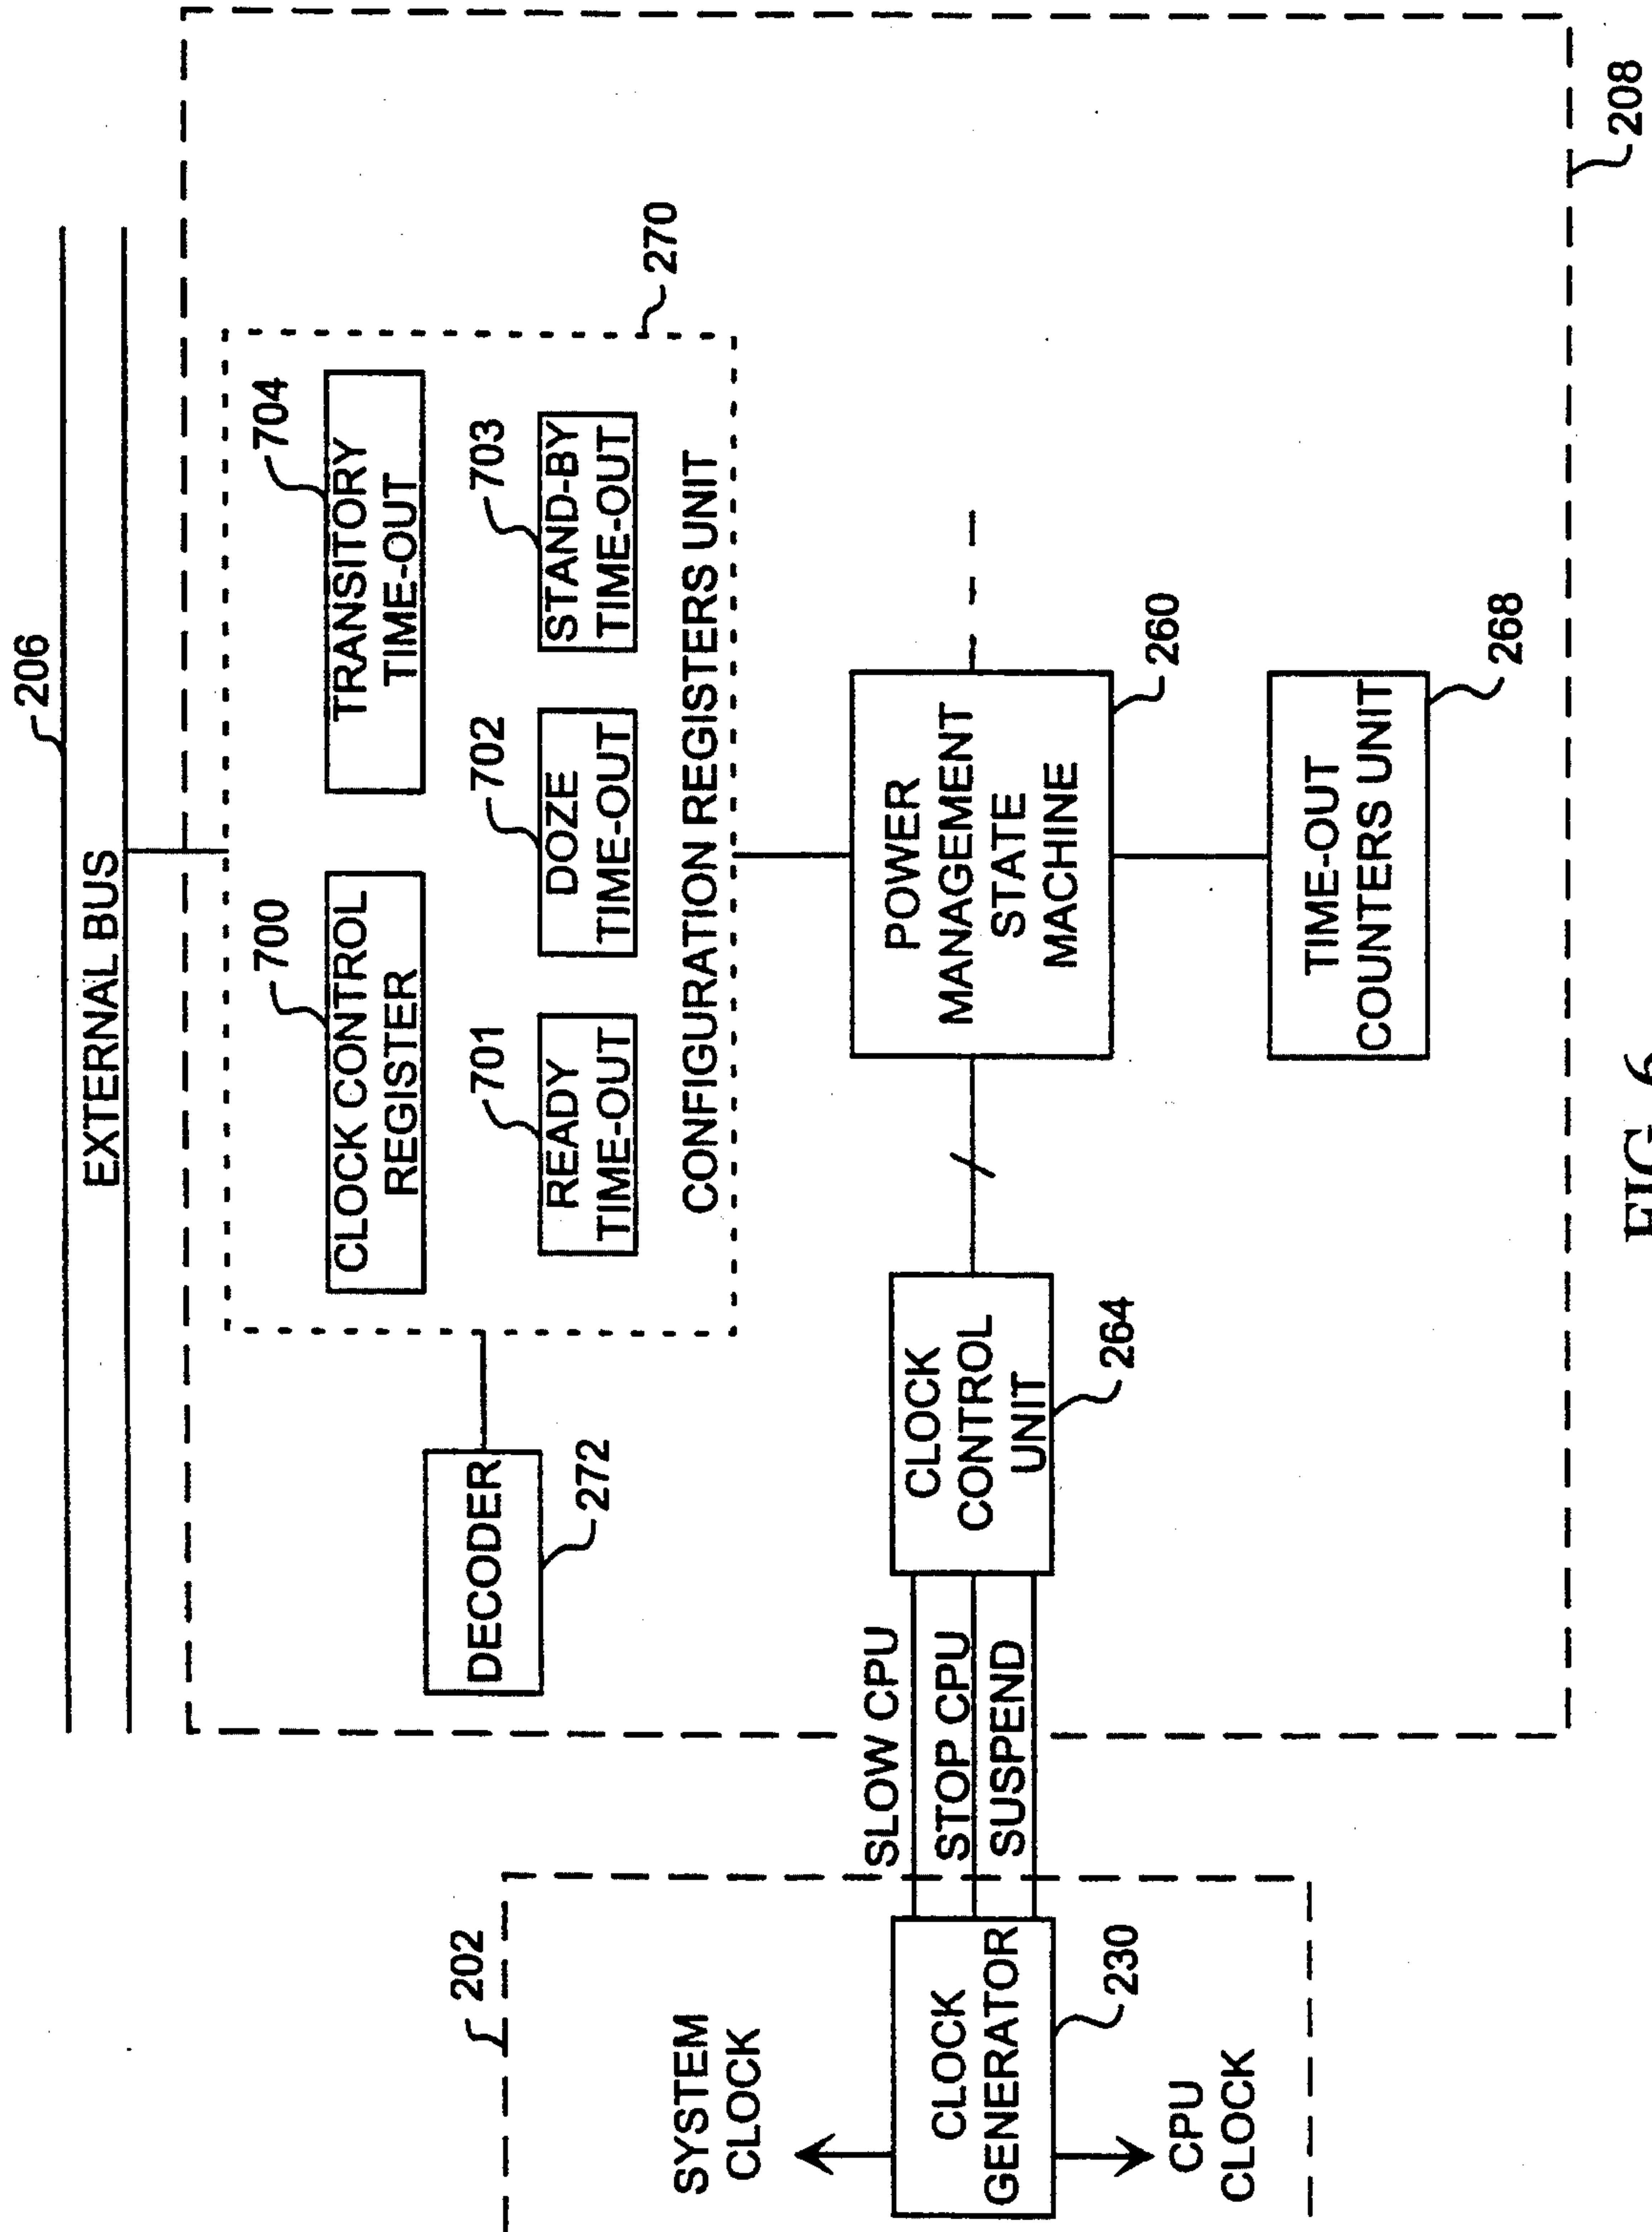 206
EXTERNAL BUS
700
CLOCK CONTROL
REGISTER
704
TRANSITORY
TIME-OUT
701
READY
TIME-OUT
702
DOZE
TIME-OUT
703
STAND-BY
TIME-OUT
CONFIGURATION REGISTERS UNIT
270
DECODER
272
202
SYSTEM
CLOCK
CLOCK
GENERATOR
230
CPU
CLOCK
SLOW CPU
STOP CPU
SUSPEND
CLOCK
CONTROL
UNIT
264
POWER
MANAGEMENT
STATE
MACHINE
260
TIME-OUT
COUNTERS UNIT
268
208
FIG. 6